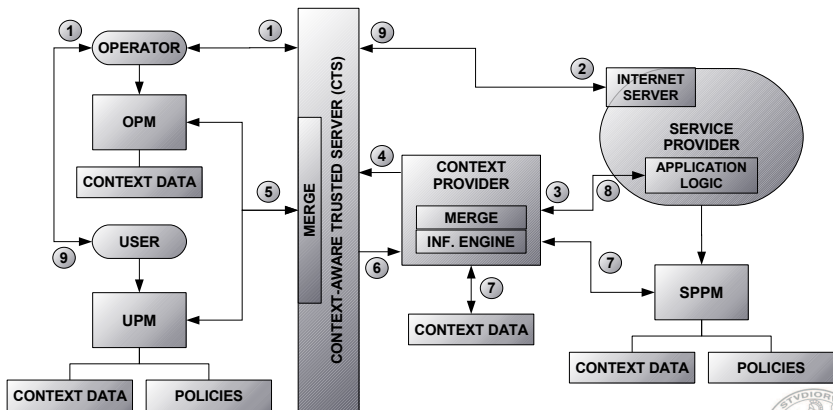 1
1
9
OPERATOR
2
INTERNET
SERVER
OPM
SERVICE
PROVIDER
CONTEXT DATA
4
CONTEXT
PROVIDER
3
8
APPLICATION
LOGIC
5
MERGE
CONTEXT-AWARE TRUSTED SERVER (CTS)
MERGE
INF. ENGINE
USER
9
6
7
7
UPM
SPPM
CONTEXT DATA
CONTEXT DATA
POLICIES
CONTEXT DATA
POLICIES
STVDIOR